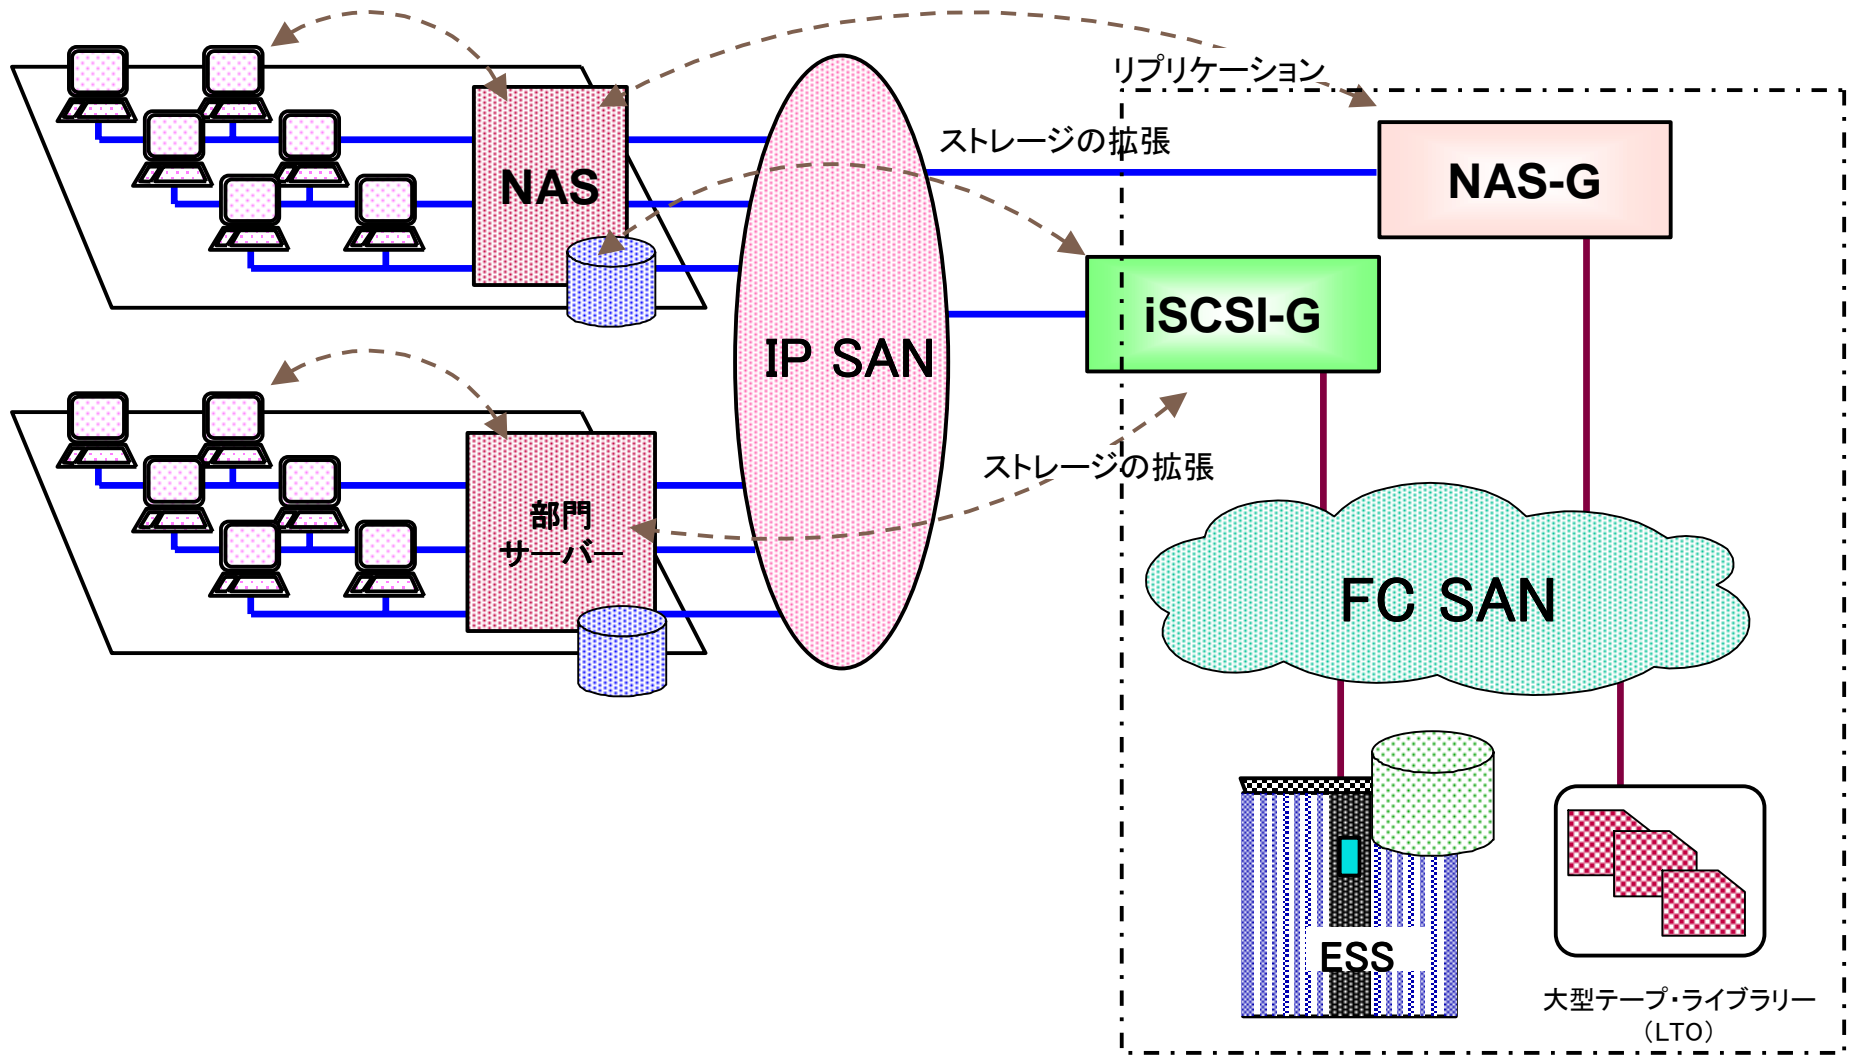 リプリケーション
ストレージの拡張
NAS
NAS-G
iSCSI-G
IP SAN
ストレージの拡張
部門
サーバー
FC SAN
ESS
大型テープ・ライブラリー
（LTO）